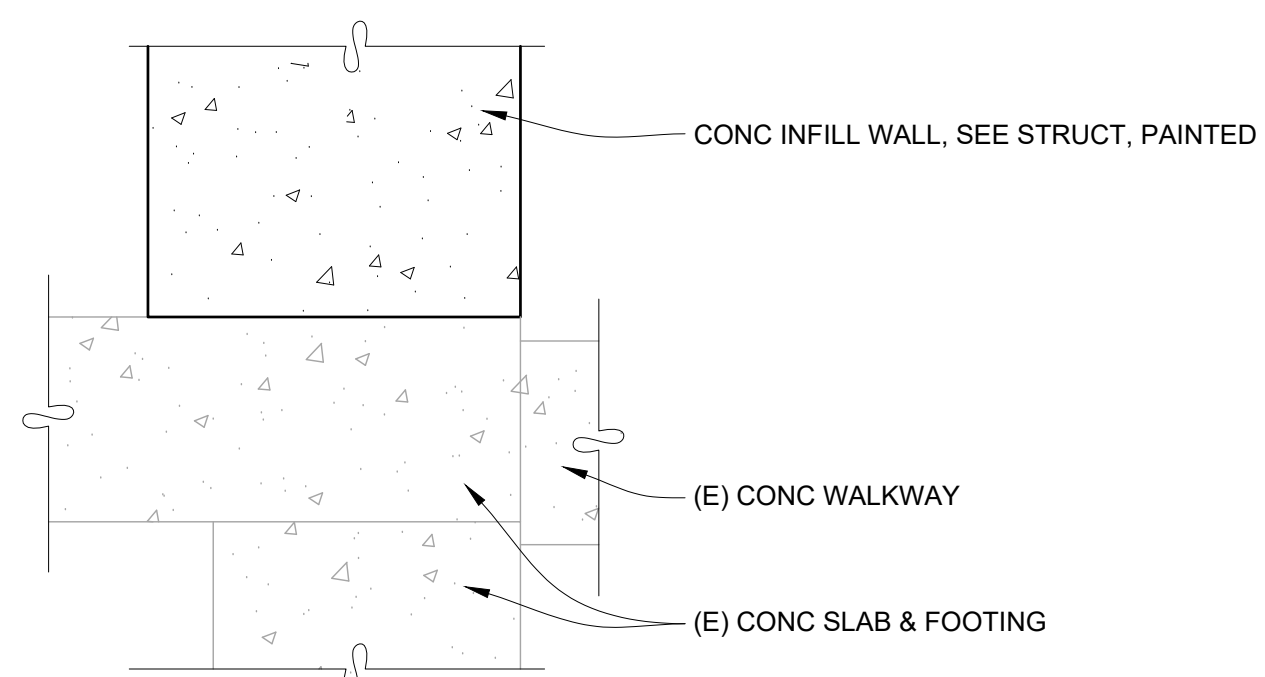 CONC INFILL WALL, SEE STRUCT, PAINTED
(E) CONC WALKWAY
(E) CONC SLAB & FOOTING